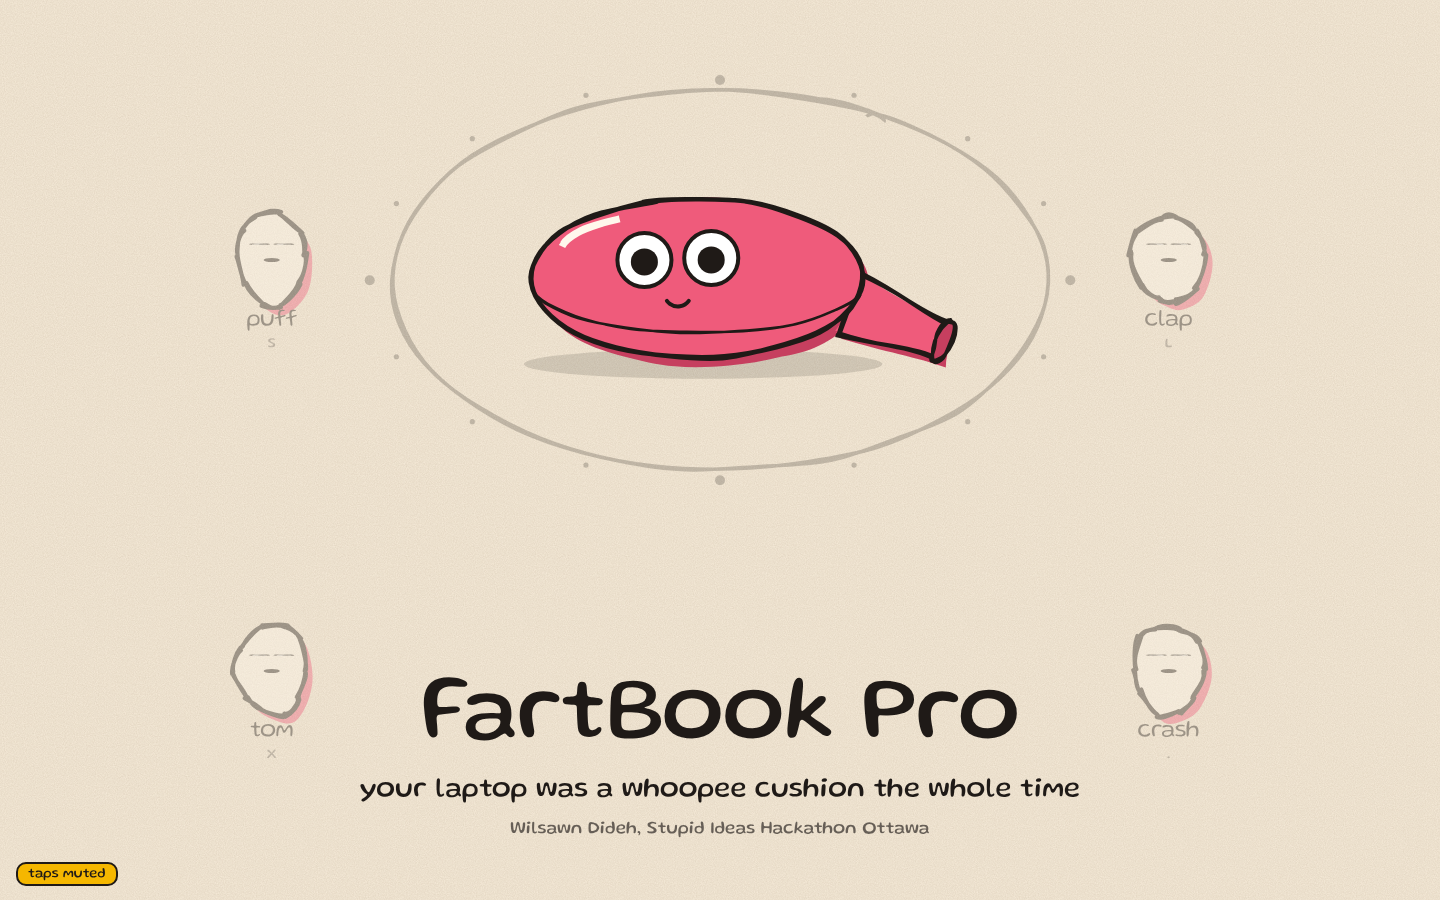 puff
S
clap
L
tom
x
FartBook Pro
crash
.
your laptop was a whoopee cushion the whole time
Wilsawn Dideh, Stupid Ideas Hackathon Ottawa
taps muted